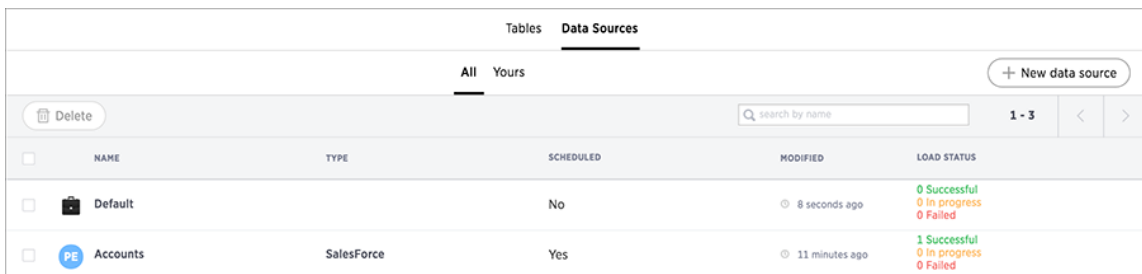 Tables Data Sources
All Yours
+ New data source
Delete
search by name
1 - 3
NAME TYPE SCHEDULED MODIFIED LOAD STATUS
Default No 8 seconds ago
0 Successful
0 In progress
0 Failed
PE Accounts SalesForce Yes 11 minutes ago
1 Successful
0 In progress
0 Failed